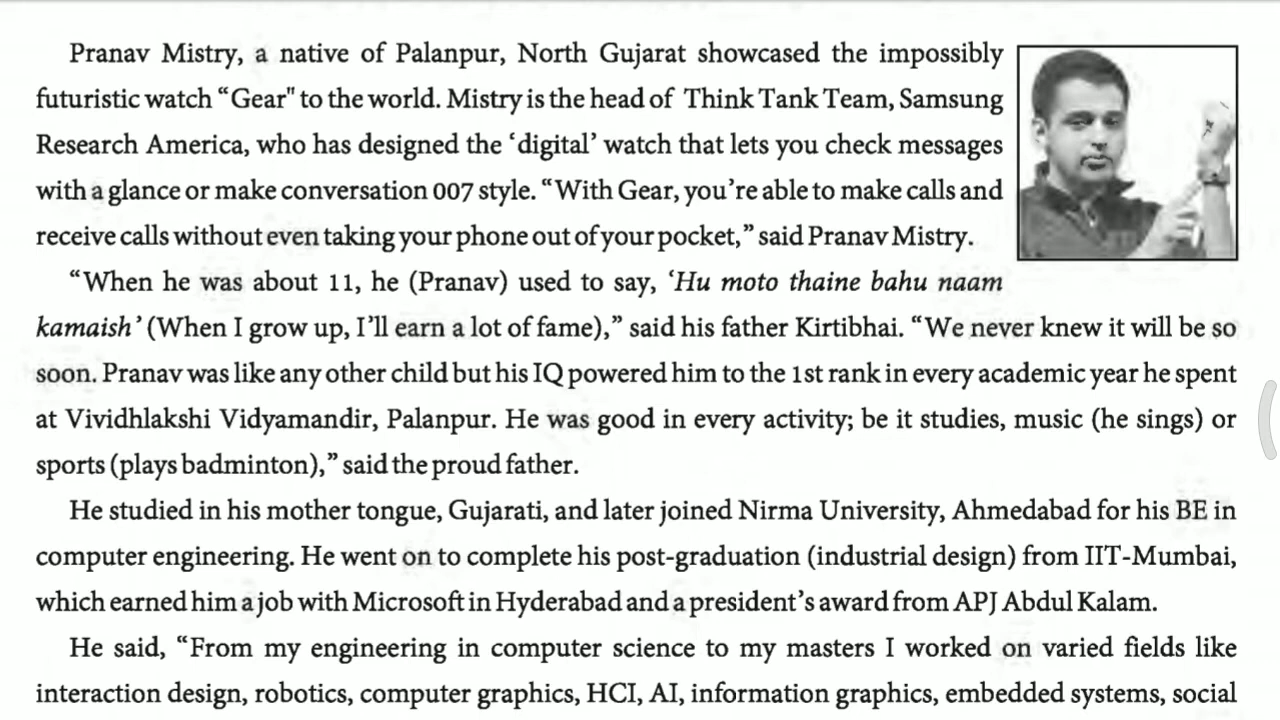 Pranav Mistry, a native of Palanpur, North Gujarat showcased the impossibly
futuristic watch “Gear" to the world. Mistry is the head of Think Tank Team, Samsung
Research America, who has designed the ‘digital’ watch that lets you check messages
with a glance or make conversation 007 style. “With Gear, you’re able to make calls and
receive calls without even taking your phone out of your pocket,” said Pranav Mistry.
“When he was about 11, he (Pranav) used to say, ‘Hu moto thaine bahu naam
kamaish’ (When I grow up, I’ll earn a lot of fame),” said his father Kirtibhai. “We never knew it will be so
soon. Pranav was like any other child but his IQ powered him to the 1st rank in every academic year he spent
at Vividhlakshi Vidyamandir, Palanpur. He was good in every activity; be it studies, music (he sings) or
sports (plays badminton),” said the proud father.
He studied in his mother tongue, Gujarati, and later joined Nirma University, Ahmedabad for his BE in
computer engineering. He went on to complete his post-graduation (industrial design) from IIT-Mumbai,
which earned him a job with Microsoft in Hyderabad and a president’s award from APJ Abdul Kalam.
He said, “From my engineering in computer science to my masters I worked on varied fields like
interaction design, robotics, computer graphics, HCI, AI, information graphics, embedded systems, social